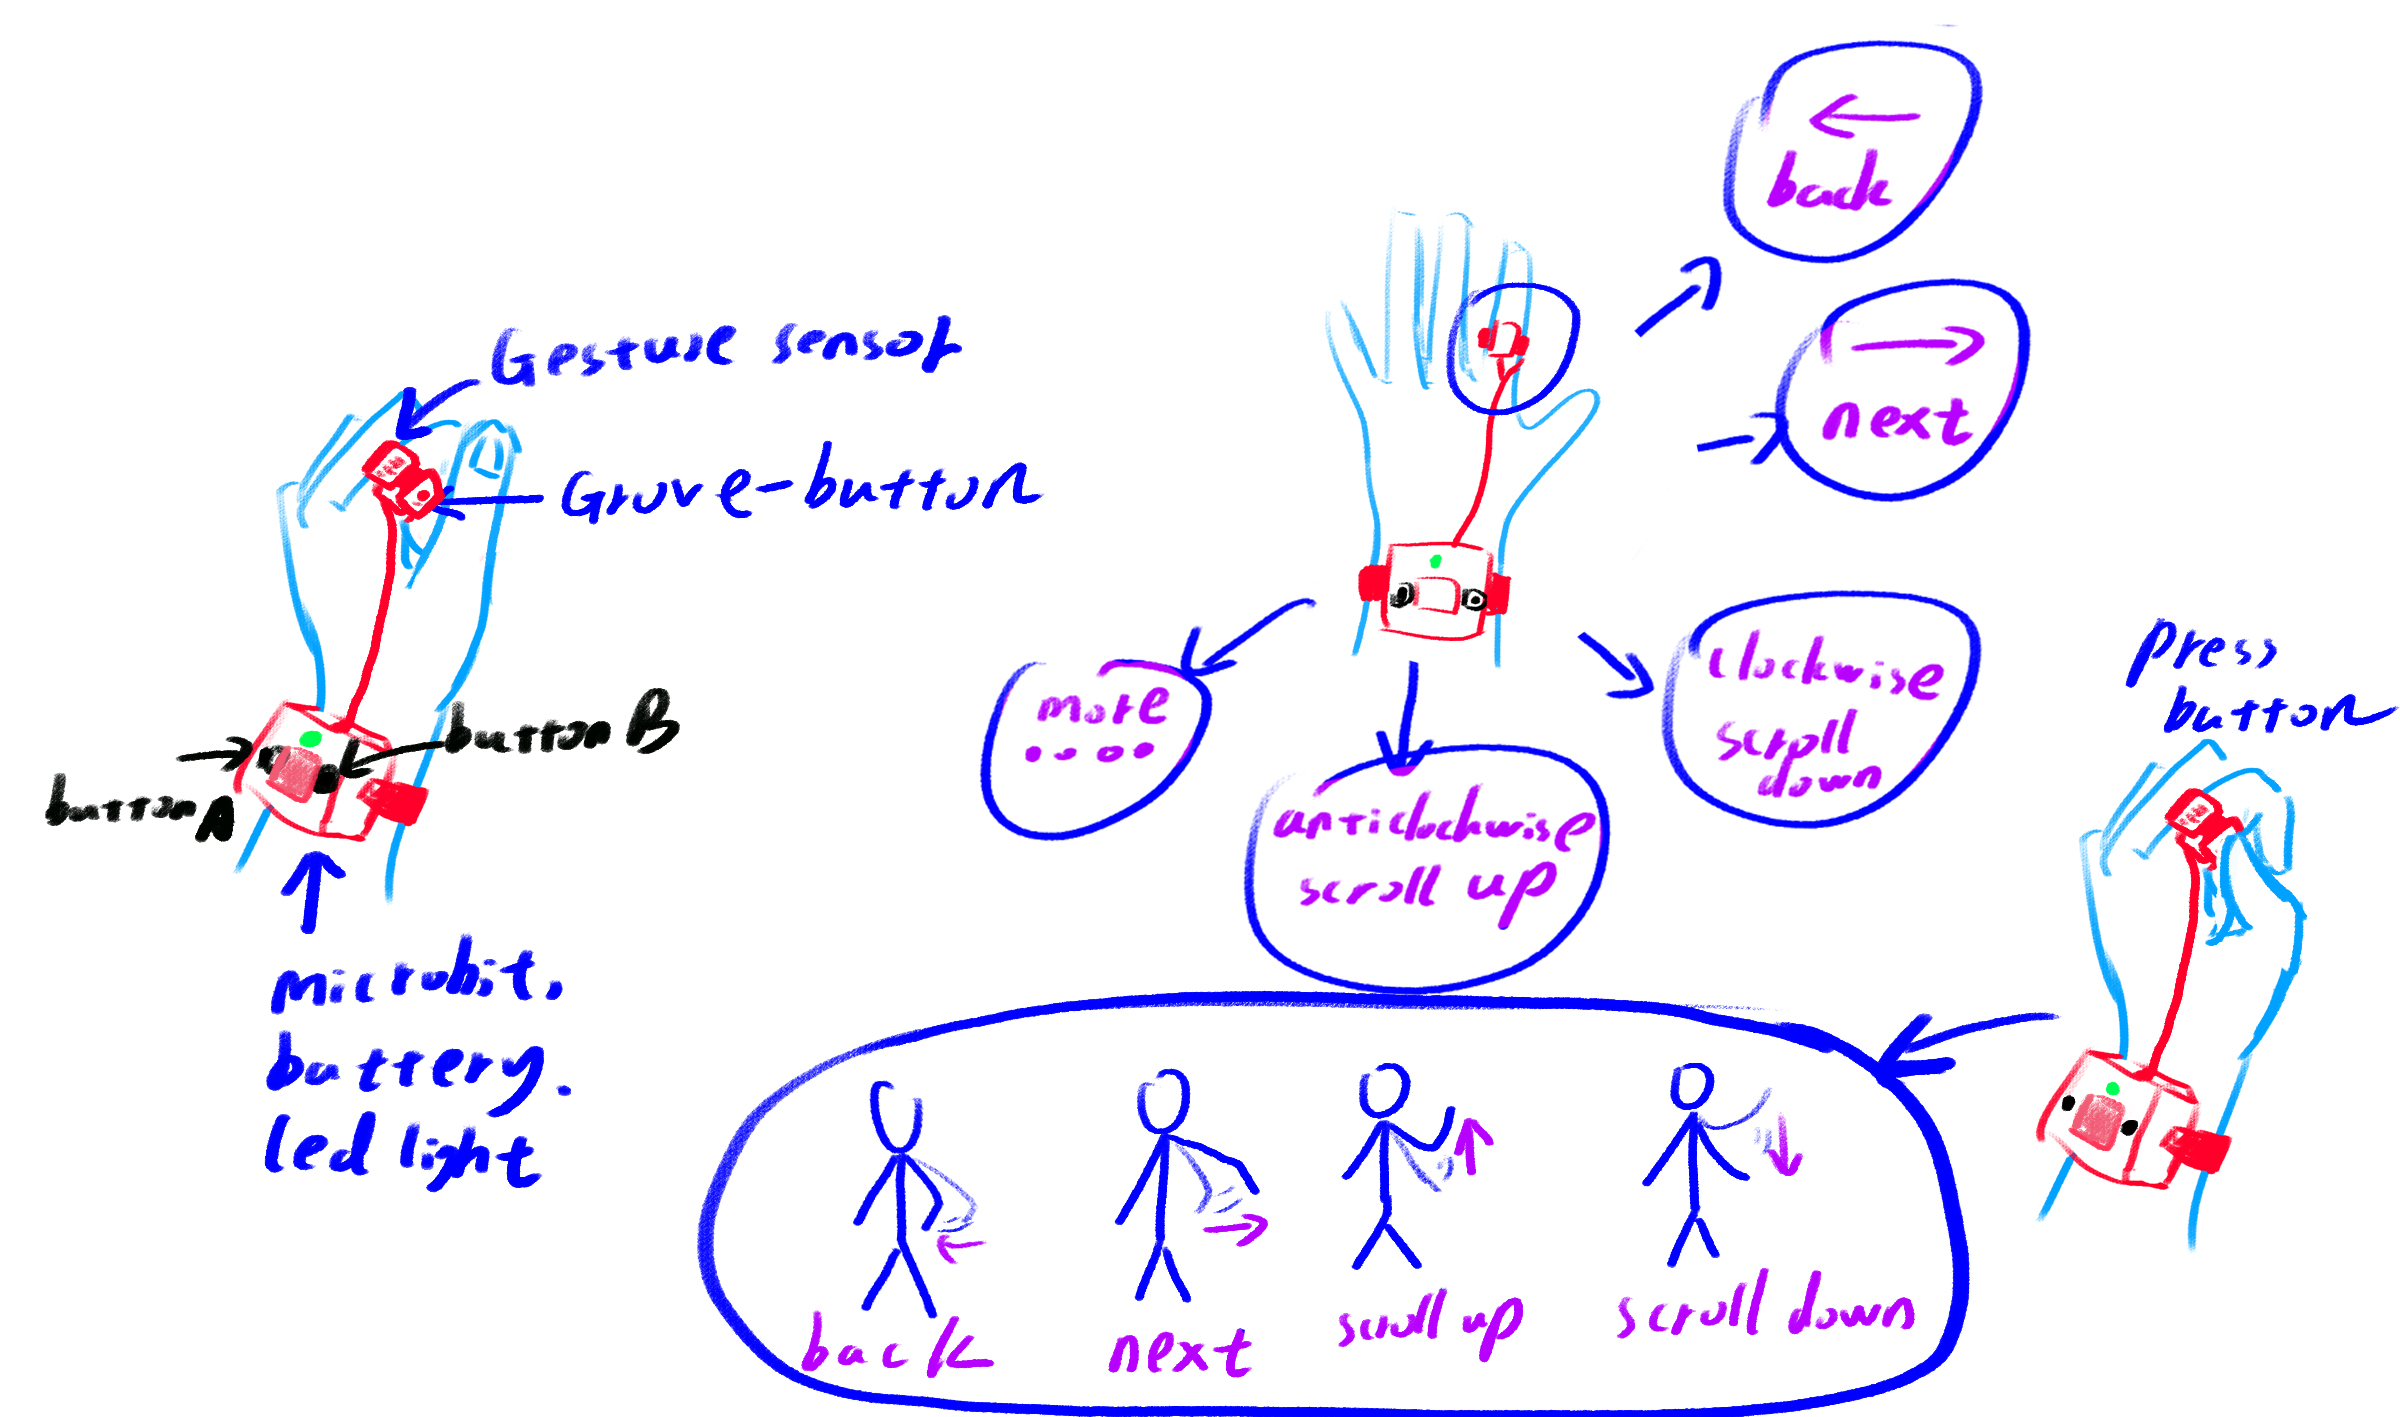 Gesture sensor
Grove-button
button A
button B
microbit,
battery.
led light
back
next
more
....
anticlockwise
scroll up
clockwise
scroll
down
press
button
back
next
scroll up
scroll down